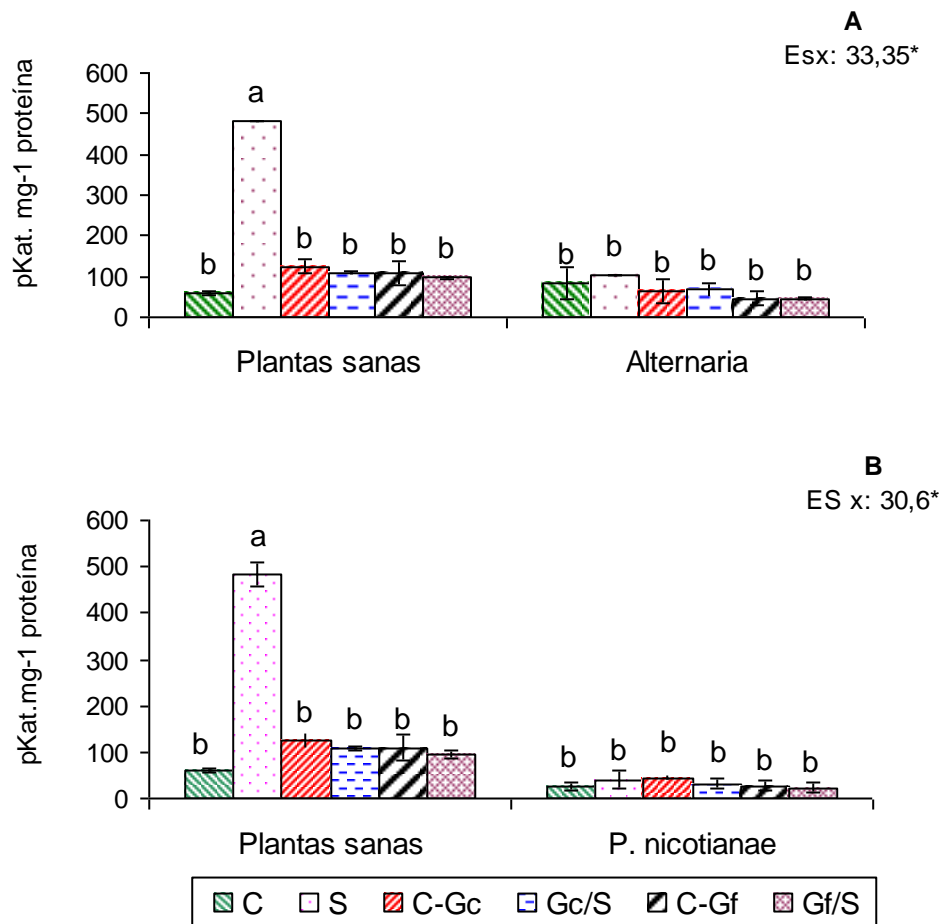 A
Esx: 33,35*
pKat. mg-1 proteína
600
500
400
300
200
100
0
a
b
b
b
b
b
b
b
b
b
b
b
Plantas sanas
Alternaria
B
ES x: 30,6*
pKat.mg-1 proteína
600
500
400
300
200
100
0
a
b
b
b
b
b
b
b
b
b
b
b
Plantas sanas
P. nicotianae
C
S
C-Gc
Gc/S
C-Gf
Gf/S